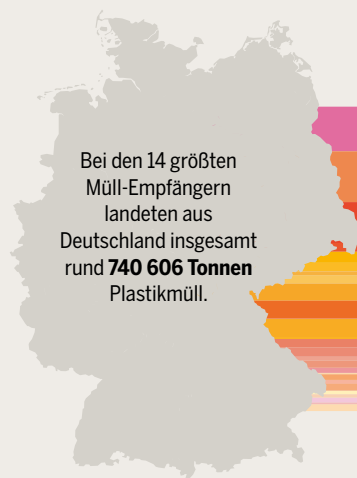 Bei den 14 größten
Müll-Empfängern
landeten aus
Deutschland insgesamt
rund 740 606 Tonnen
Plastikmüll.